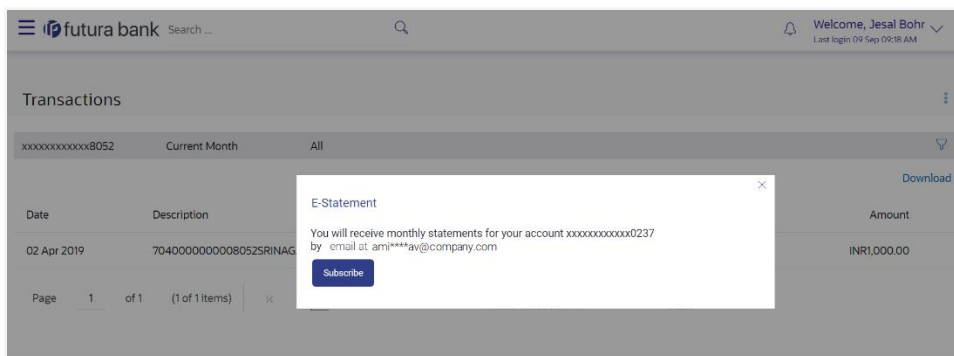 futura bank Search ...
Welcome, Jesal Bohr
Last login 09 Sep 09:18 AM
Transactions
xxxxxxxxxxxx8052 Current Month All
Download
E-Statement
You will receive monthly statements for your account xxxxxxxxxxxx0237
by email at ami****av@company.com
Subscribe
Date Description Amount
02 Apr 2019 7040000000008052SRINAG INR1,000.00
Page 1 of 1 (1 of 1 items)